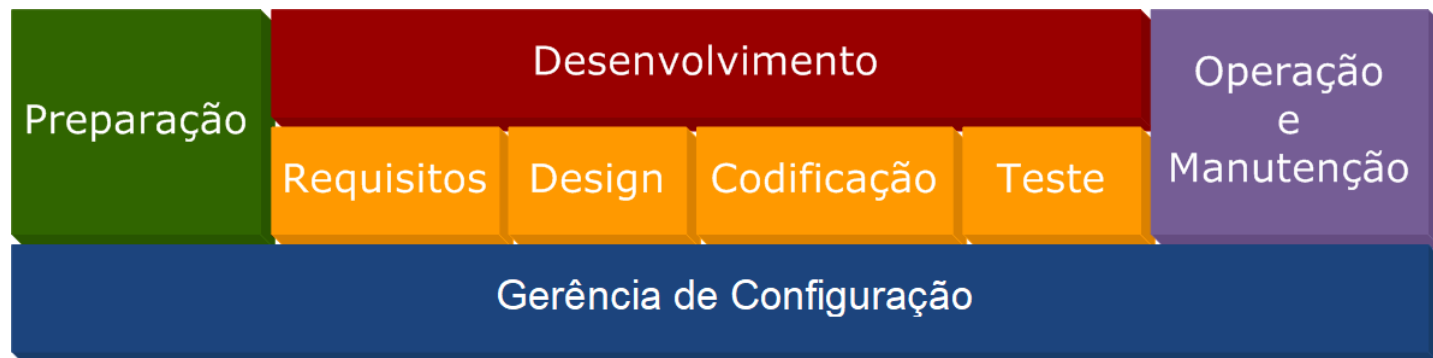 Preparação
Desenvolvimento
Requisitos
Design
Codificação
Teste
Operação
e
Manutenção
Gerência de Configuração